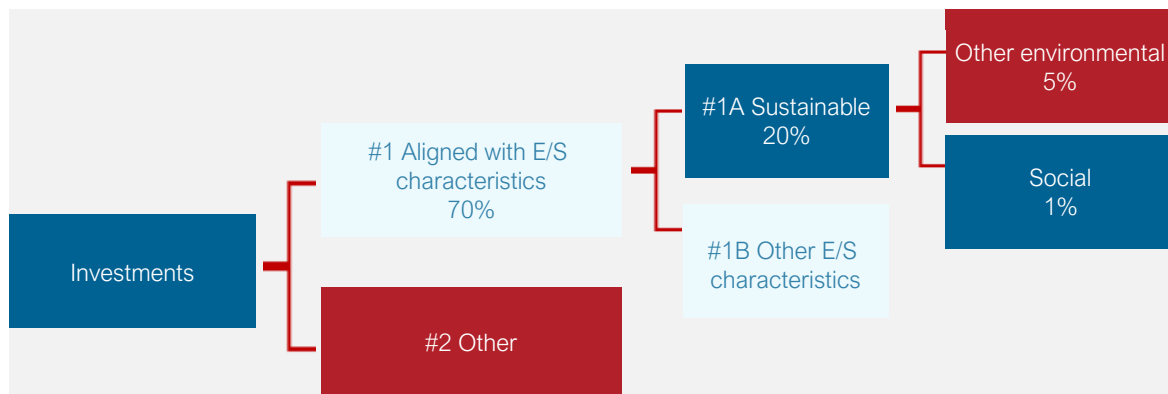 Investments
#1 Aligned with E/S
characteristics
70%
#2 Other
#1A Sustainable
20%
#1B Other E/S
characteristics
Other environmental
5%
Social
1%